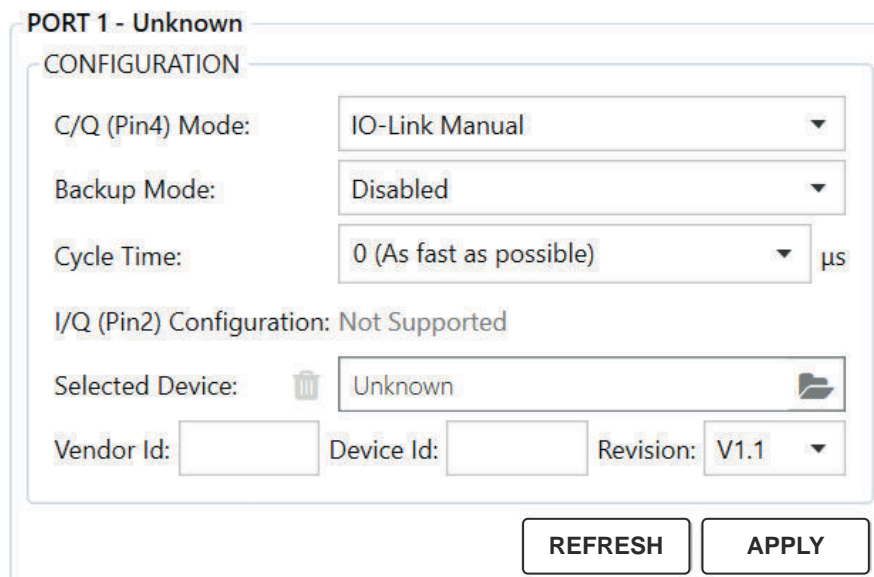 PORT 1 - Unknown
CONFIGURATION
C/Q (Pin4) Mode: IO-Link Manual
Backup Mode: Disabled
Cycle Time: 0 (As fast as possible) µs
I/Q (Pin2) Configuration: Not Supported
Selected Device: Unknown
Vendor Id: Device Id: Revision: V1.1
REFRESH APPLY